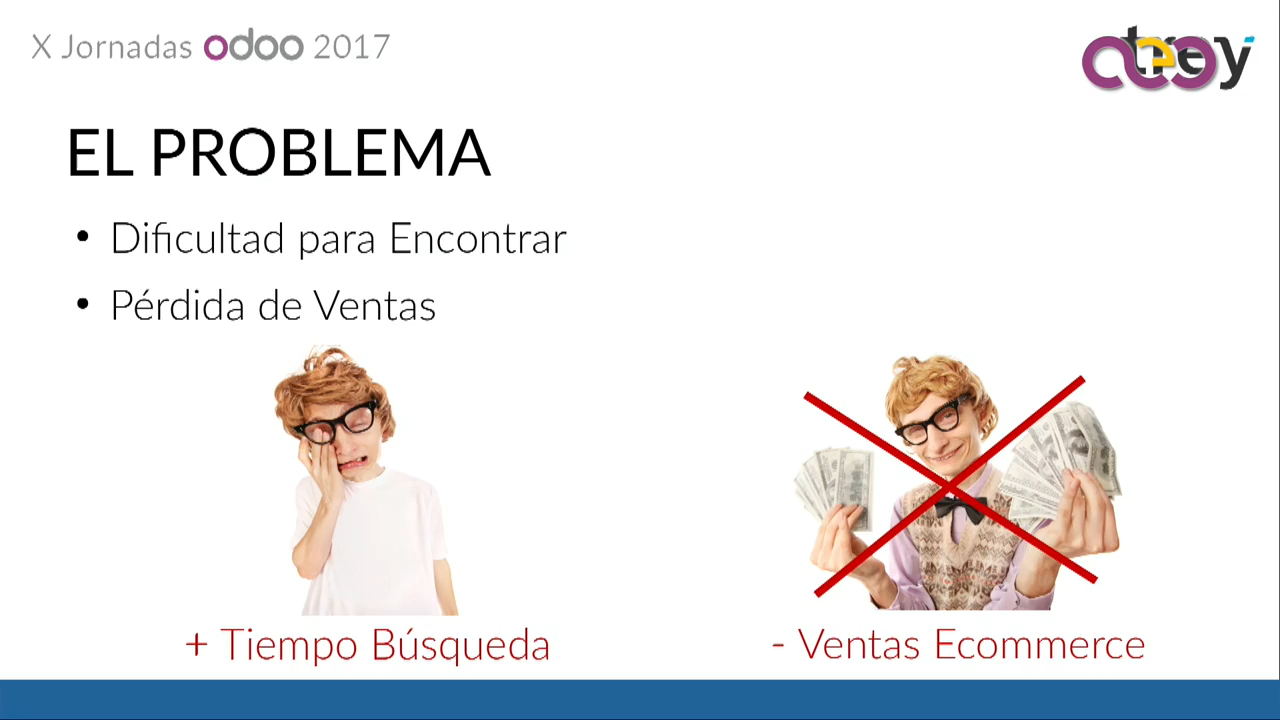 X Jornadas odoo 2017
EL PROBLEMA
• Dificultad para Encontrar
• Pérdida de Ventas
+ Tiempo Búsqueda
- Ventas Ecommerce